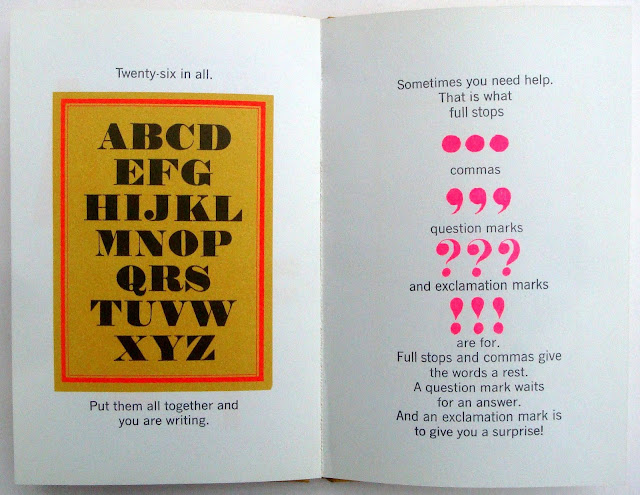 Twenty-six in all.
ABCD
EFG
HIJKL
MNOP
QRS
TUVW
XYZ
Put them all together and
you are writing.
Sometimes you need help.
That is what
full stops
...
commas
,,,
question marks
???
and exclamation marks
!!!
are for.
Full stops and commas give
the words a rest.
A question mark waits
for an answer.
And an exclamation mark is
to give you a surprise!